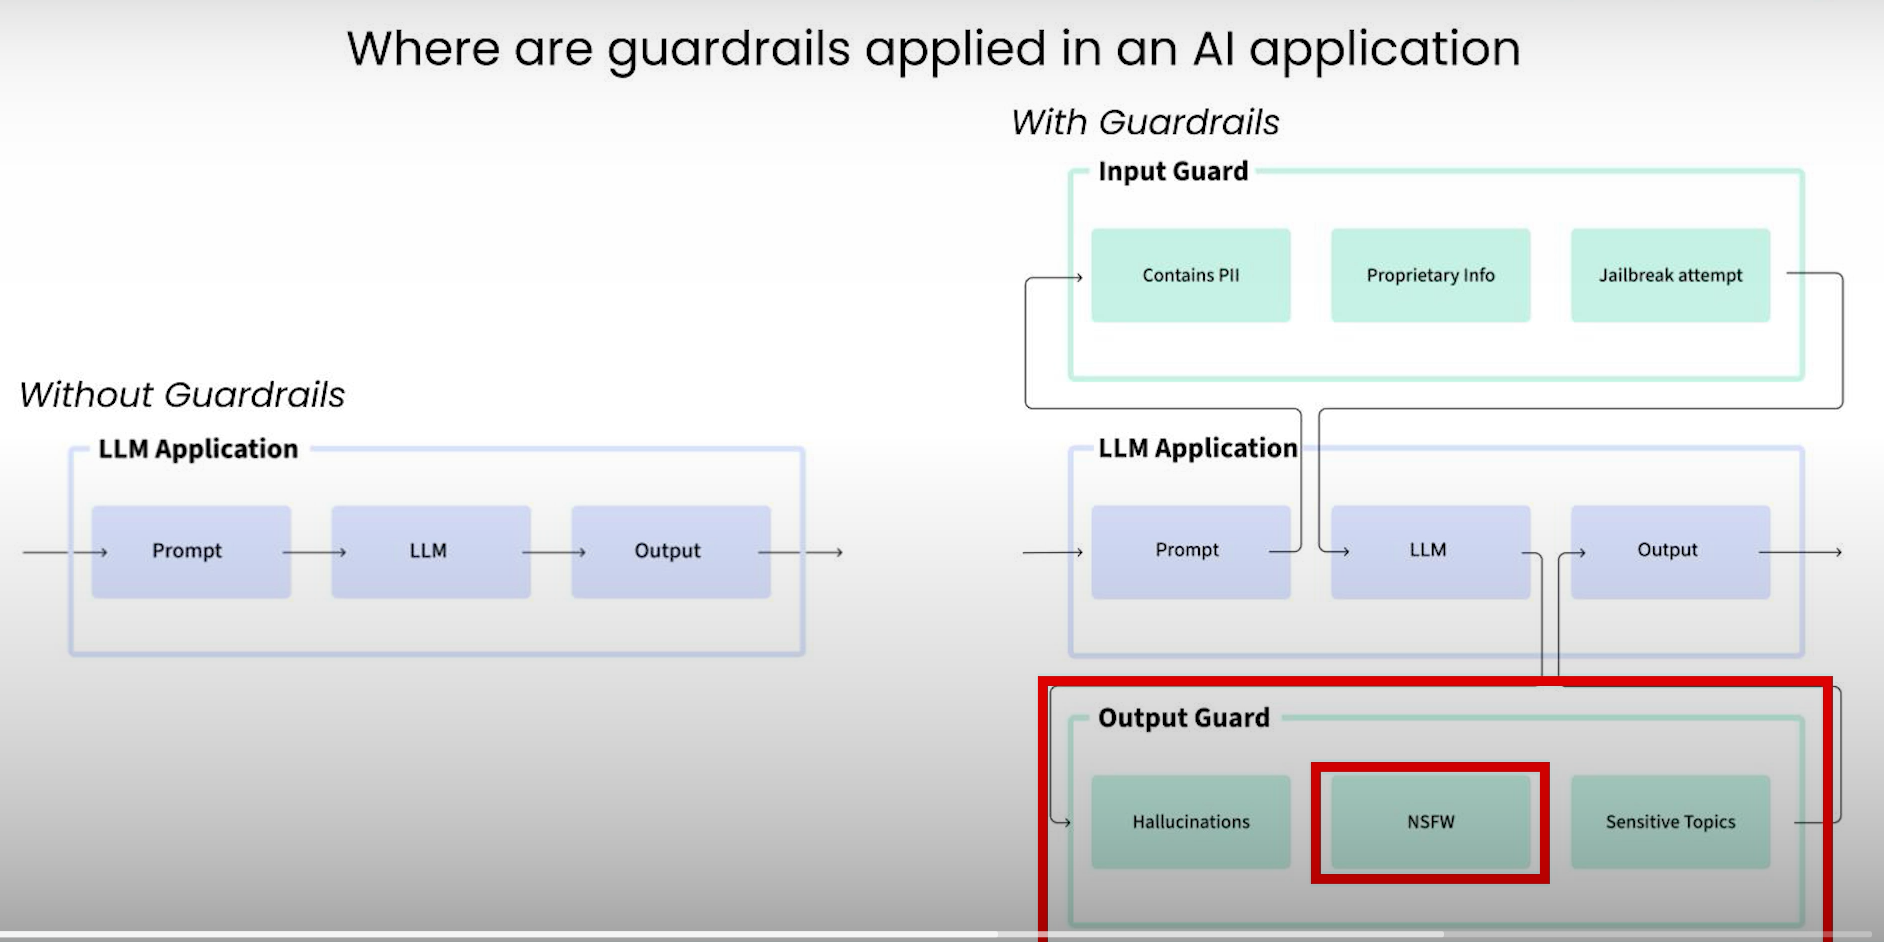 Where are guardrails applied in an AI application
Without Guardrails
LLM Application
Prompt
LLM
Output
With Guardrails
Input Guard
Contains PII
Proprietary Info
Jailbreak attempt
LLM Application
Prompt
LLM
Output
Output Guard
Hallucinations
NSFW
Sensitive Topics